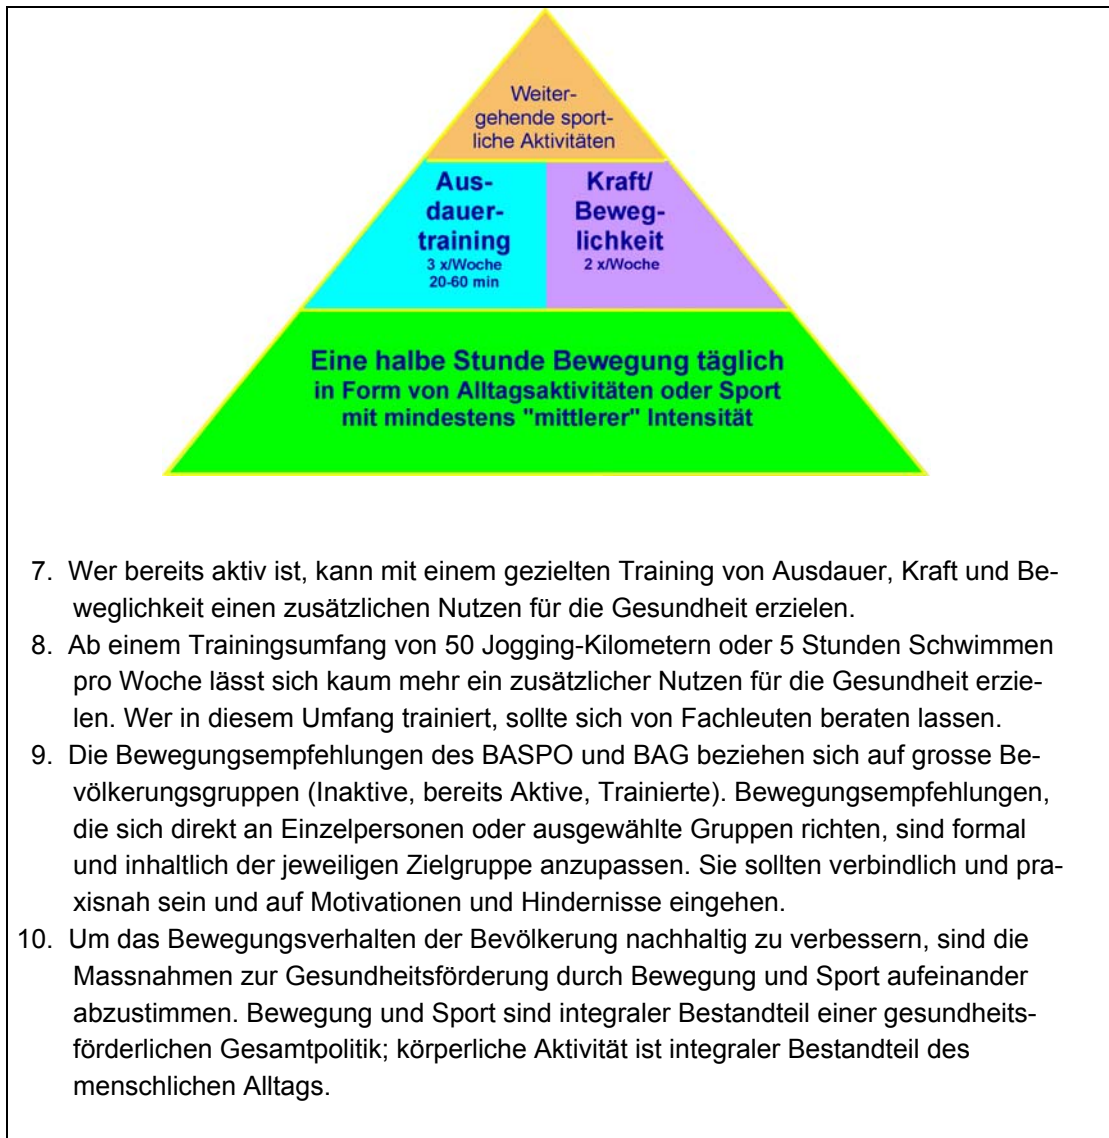 Weiter-
gehende sport-
liche Aktivitäten
Aus-
dauer-
training
3 x/Woche
20-60 min
Kraft/
Beweg-
lichkeit
2 x/Woche
Eine halbe Stunde Bewegung täglich
in Form von Alltagsaktivitäten oder Sport
mit mindestens "mittlerer" Intensität
7. Wer bereits aktiv ist, kann mit einem gezielten Training von Ausdauer, Kraft und Be-
weglichkeit einen zusätzlichen Nutzen für die Gesundheit erzielen.
8. Ab einem Trainingsumfang von 50 Jogging-Kilometern oder 5 Stunden Schwimmen
pro Woche lässt sich kaum mehr ein zusätzlicher Nutzen für die Gesundheit erzie-
len. Wer in diesem Umfang trainiert, sollte sich von Fachleuten beraten lassen.
9. Die Bewegungsempfehlungen des BASPO und BAG beziehen sich auf grosse Be-
völkerungsgruppen (Inaktive, bereits Aktive, Trainierte). Bewegungsempfehlungen,
die sich direkt an Einzelpersonen oder ausgewählte Gruppen richten, sind formal
und inhaltlich der jeweiligen Zielgruppe anzupassen. Sie sollten verbindlich und pra-
xisnah sein und auf Motivationen und Hindernisse eingehen.
10. Um das Bewegungsverhalten der Bevölkerung nachhaltig zu verbessern, sind die
Massnahmen zur Gesundheitsförderung durch Bewegung und Sport aufeinander
abzustimmen. Bewegung und Sport sind integraler Bestandteil einer gesundheits-
förderlichen Gesamtpolitik; körperliche Aktivität ist integraler Bestandteil des
menschlichen Alltags.